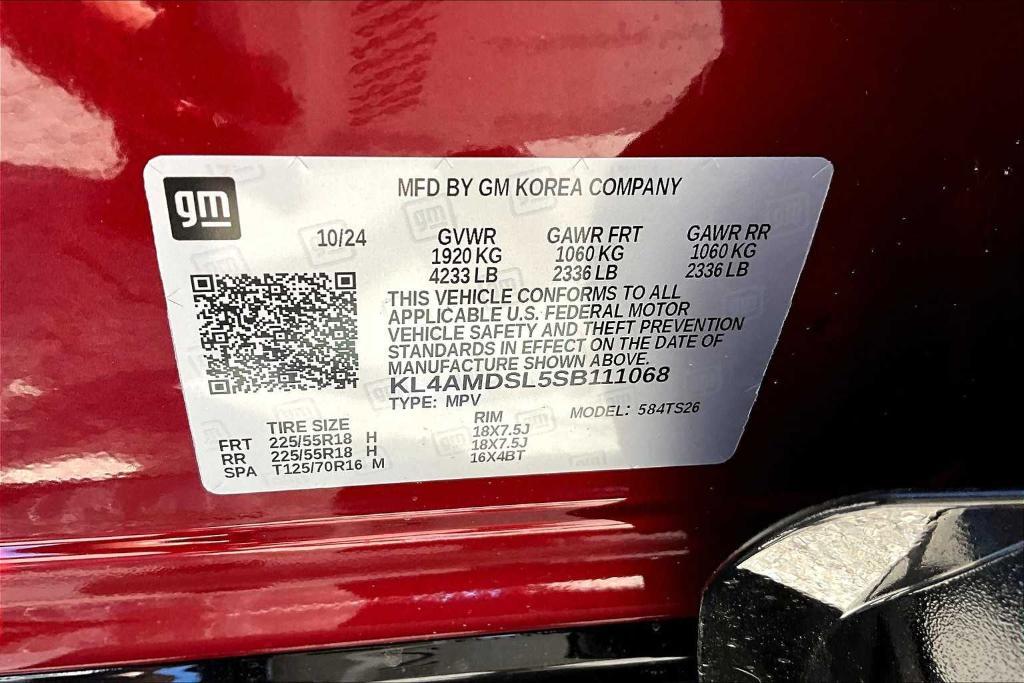 gm
MFD BY GM KOREA COMPANY
10/24 GVWR GAWR FRT GAWR RR
1920 KG 1060 KG 1060 KG
4233 LB 2336 LB 2336 LB
THIS VEHICLE CONFORMS TO ALL
APPLICABLE U.S. FEDERAL MOTOR
VEHICLE SAFETY AND THEFT PREVENTION
STANDARDS IN EFFECT ON THE DATE OF
MANUFACTURE SHOWN ABOVE.
KL4AMDSL5SB111068
TYPE: MPV MODEL: 584TS26
TIRE SIZE RIM
FRT 225/55R18 H 18X7.5J
RR 225/55R18 H 18X7.5J
SPA T125/70R16 M 16X4BT